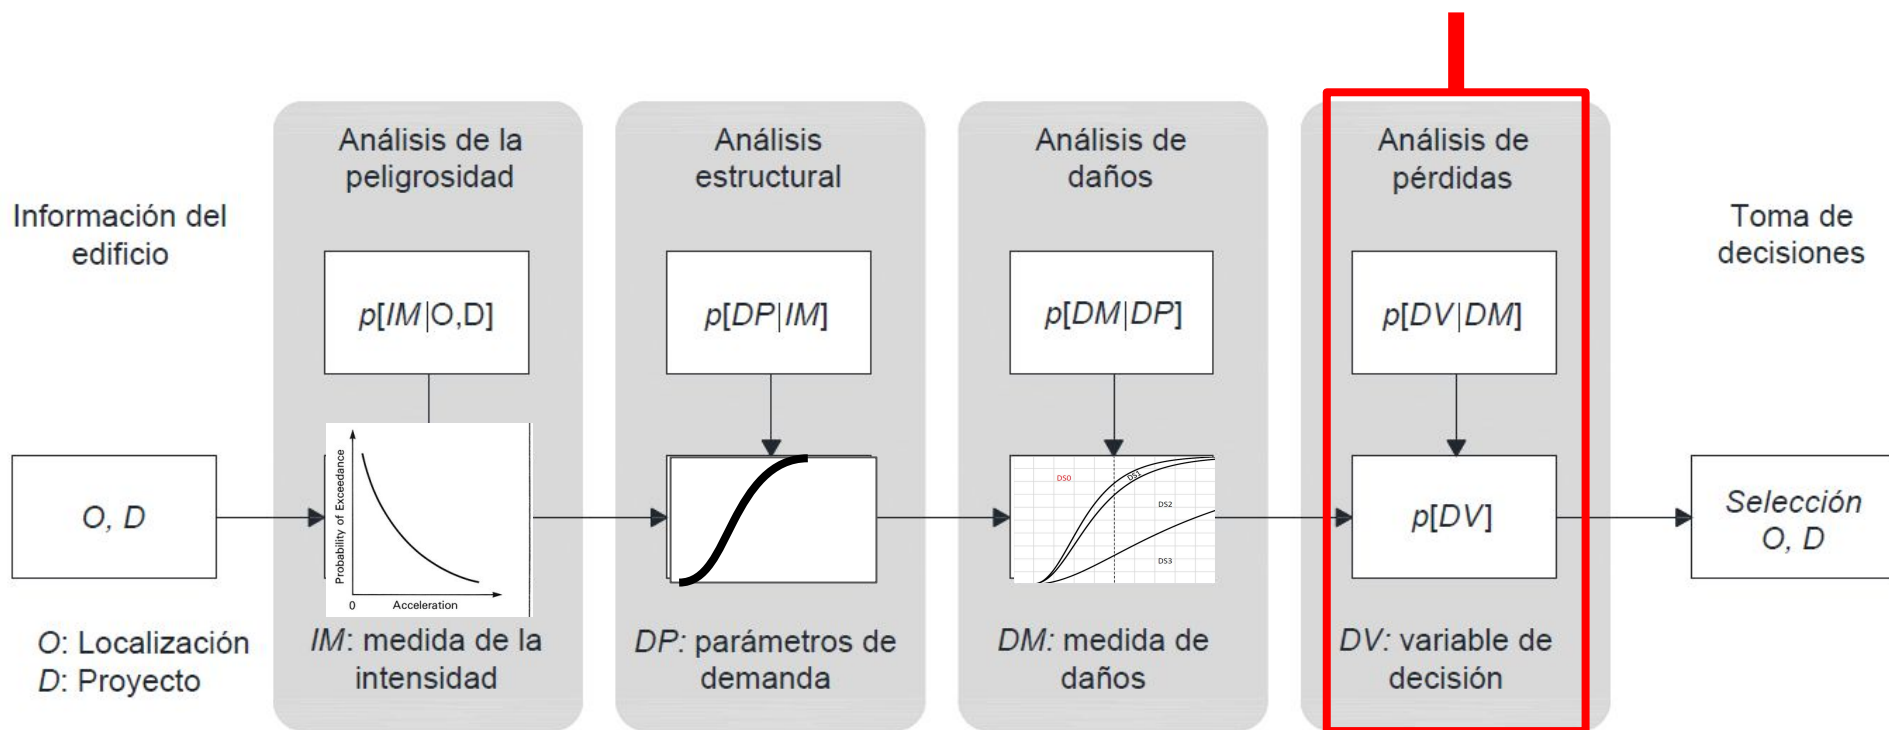 Información del
edificio
O, D
O: Localización
D: Proyecto
Análisis de la
peligrosidad
p[IM|O,D]
Probability of Exceedance
0
Acceleration
IM: medida de la
intensidad
Análisis
estructural
p[DP|IM]
DP: parámetros de
demanda
Análisis de
daños
p[DM|DP]
DS0
DS1
DS2
DS3
DM: medida de
daños
Análisis de
pérdidas
p[DV|DM]
p[DV]
DV: variable de
decisión
Toma de
decisiones
Selección
O, D